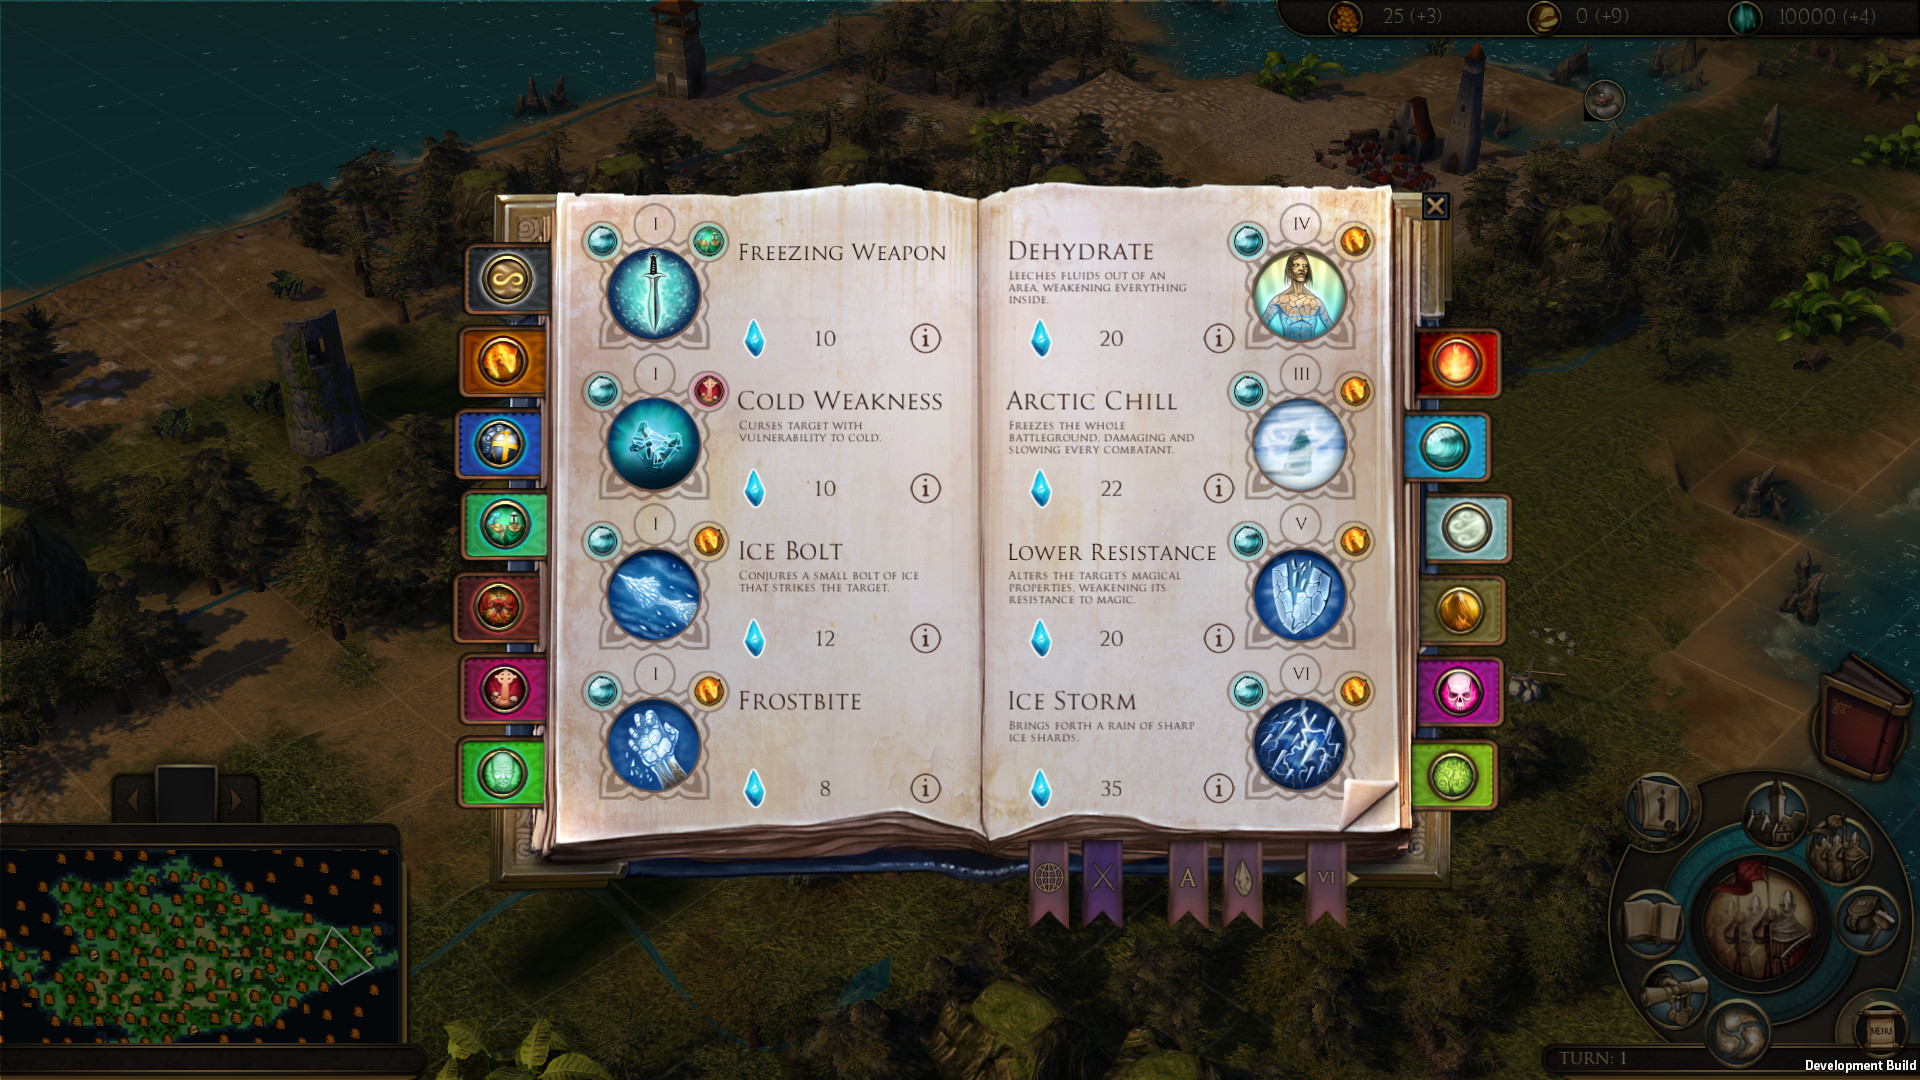 25 (+3)
0 (+9)
10000 (+4)
I
FREEZING WEAPON
10
I
COLD WEAKNESS
CURSES TARGET WITH
VULNERABILITY TO COLD.
10
I
ICE BOLT
CONJURES A SMALL BOLT OF ICE
THAT STRIKES THE TARGET.
12
I
FROSTBITE
8
IV
DEHYDRATE
LEECHES FLUIDS OUT OF AN
AREA, WEAKENING EVERYTHING
INSIDE.
20
III
ARCTIC CHILL
FREEZES THE WHOLE
BATTLEGROUND, DAMAGING AND
SLOWING EVERY COMBATANT.
22
V
LOWER RESISTANCE
ALTERS THE TARGET'S MAGICAL
PROPERTIES, WEAKENING ITS
RESISTANCE TO MAGIC.
20
VI
ICE STORM
BRINGS FORTH A RAIN OF SHARP
ICE SHARDS.
35
A
VI
MENU
TURN: 1
Development Build